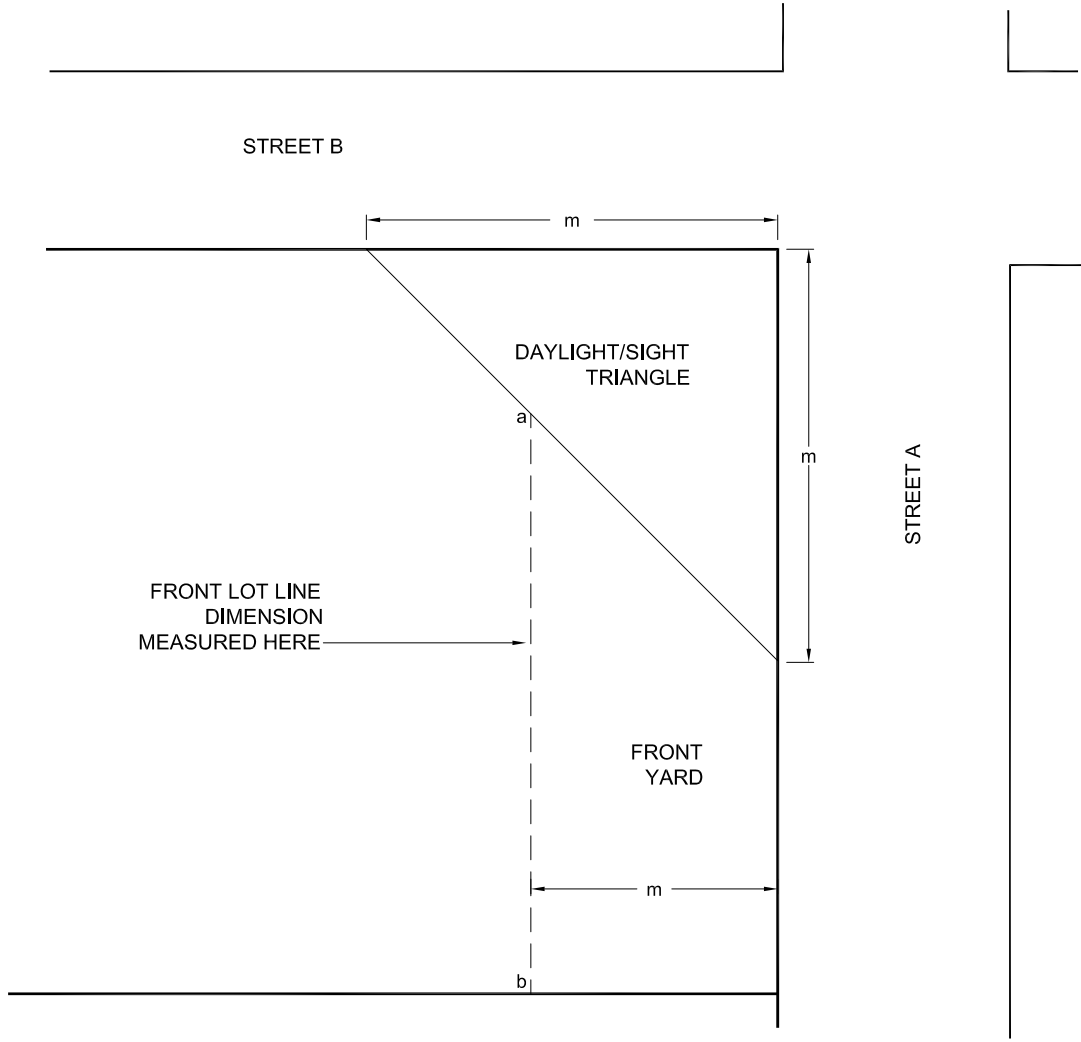 STREET B
m
DAYLIGHT/SIGHT
TRIANGLE
a
m
STREET A
FRONT LOT LINE
DIMENSION
MEASURED HERE
FRONT
YARD
m
b